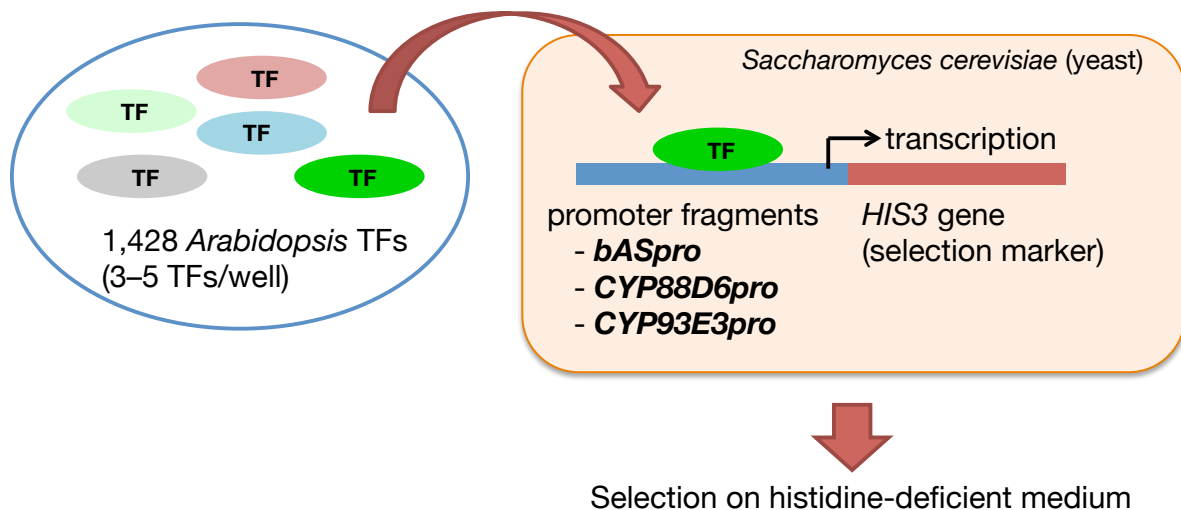 TF
TF
TF
TF
TF
1,428 Arabidopsis TFs
(3–5 TFs/well)
Saccharomyces cerevisiae (yeast)
TF
transcription
promoter fragments
- bASpro
- CYP88D6pro
- CYP93E3pro
HIS3 gene
(selection marker)
Selection on histidine-deficient medium